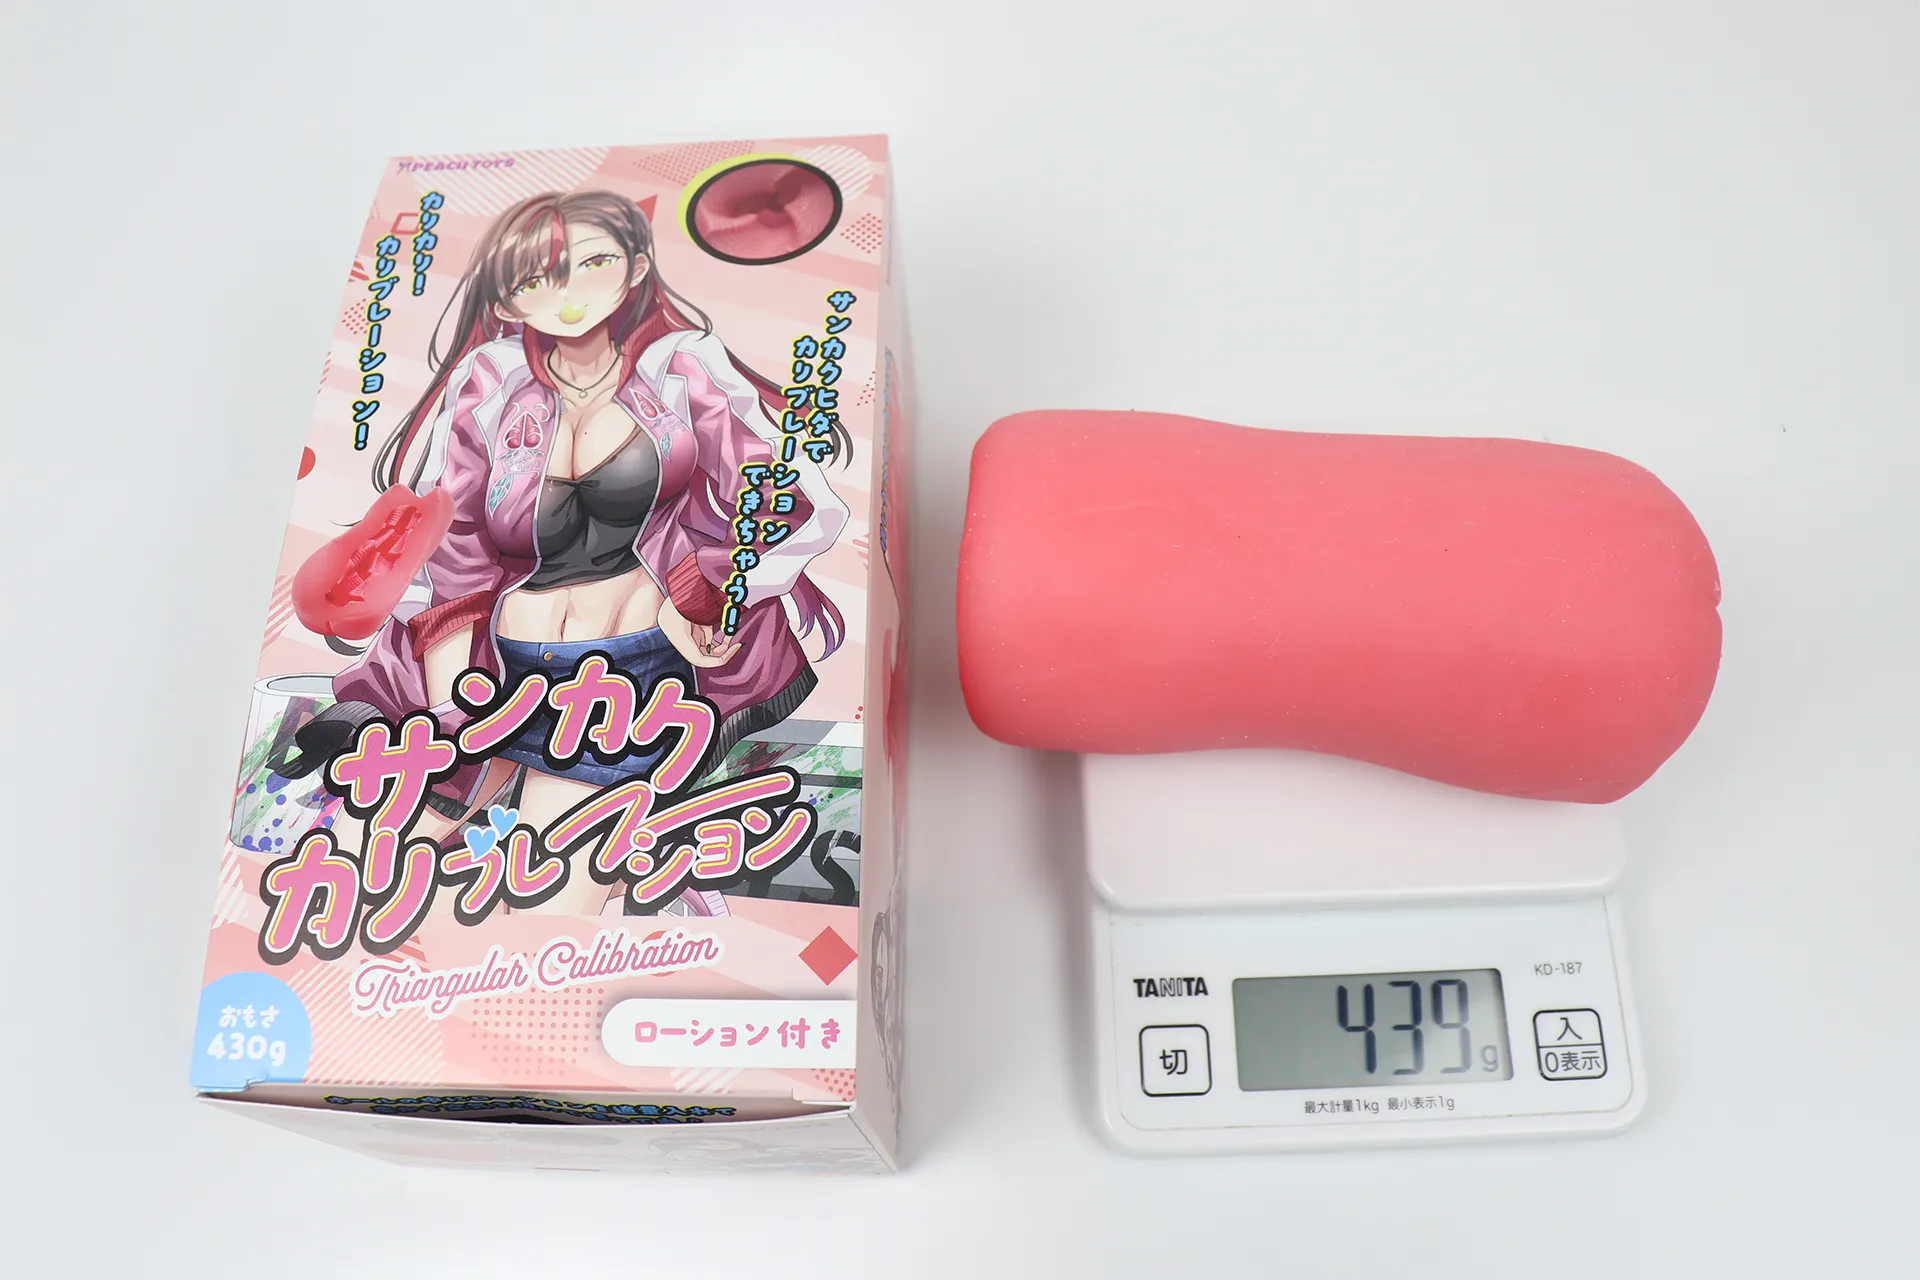 PEACH TOYS
カリカリ！
カリブレーション！
サンカクヒダで
カリブレーション
できちゃう！
サンカク
カリブレーション
Triangular Calibration
おもさ
430g
ローション付き
TANITA
KD-187
439g
切
入
0表示
最大計量1kg 最小表示1g